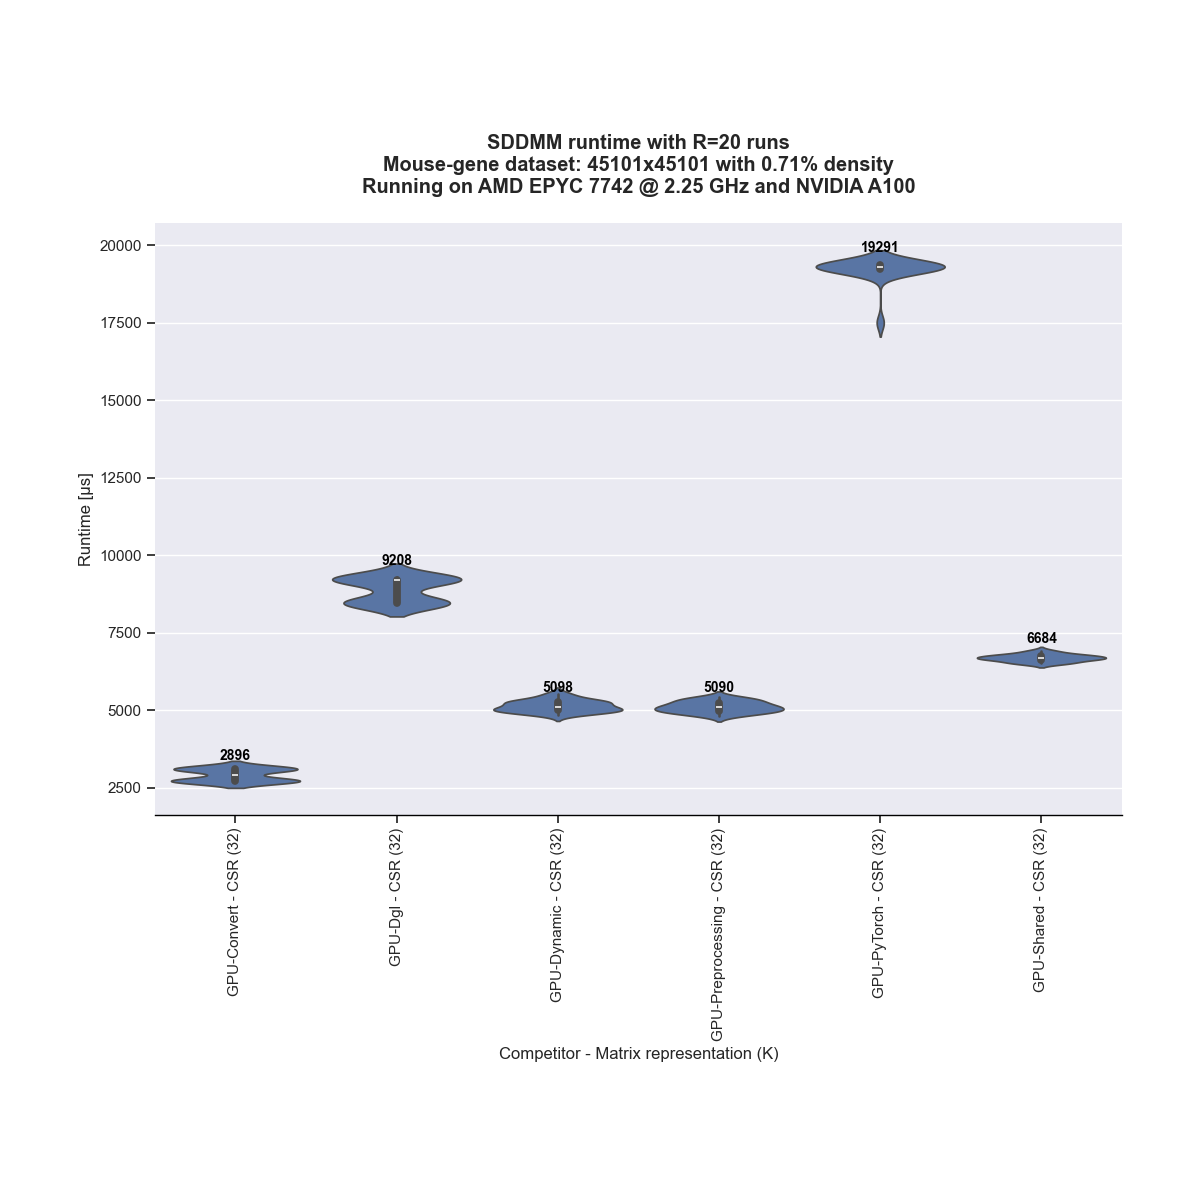 SDDMM runtime with R=20 runs
Mouse-gene dataset: 45101x45101 with 0.71% density
Running on AMD EPYC 7742 @ 2.25 GHz and NVIDIA A100
20000
17500
15000
12500
10000
7500
5000
2500
Runtime [µs]
2896
9208
5098
5090
19291
6684
GPU-Convert - CSR (32)
GPU-Dgl - CSR (32)
GPU-Dynamic - CSR (32)
GPU-Preprocessing - CSR (32)
GPU-PyTorch - CSR (32)
GPU-Shared - CSR (32)
Competitor - Matrix representation (K)